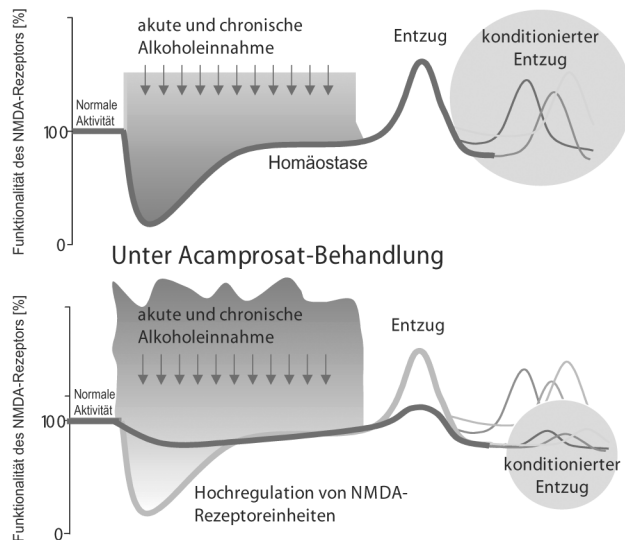 Funktionalität des NMDA-Rezeptors [%]
akute und chronische
Alkoholeinnahme
Entzug
konditionierter
Entzug
Normale
Aktivität
100
Homöostase
0
Unter Acamprosat-Behandlung
Funktionalität des NMDA-Rezeptors [%]
akute und chronische
Alkoholeinnahme
Entzug
Normale
Aktivität
100
konditionierter
Entzug
Hochregulation von NMDA-
Rezeptoreinheiten
0